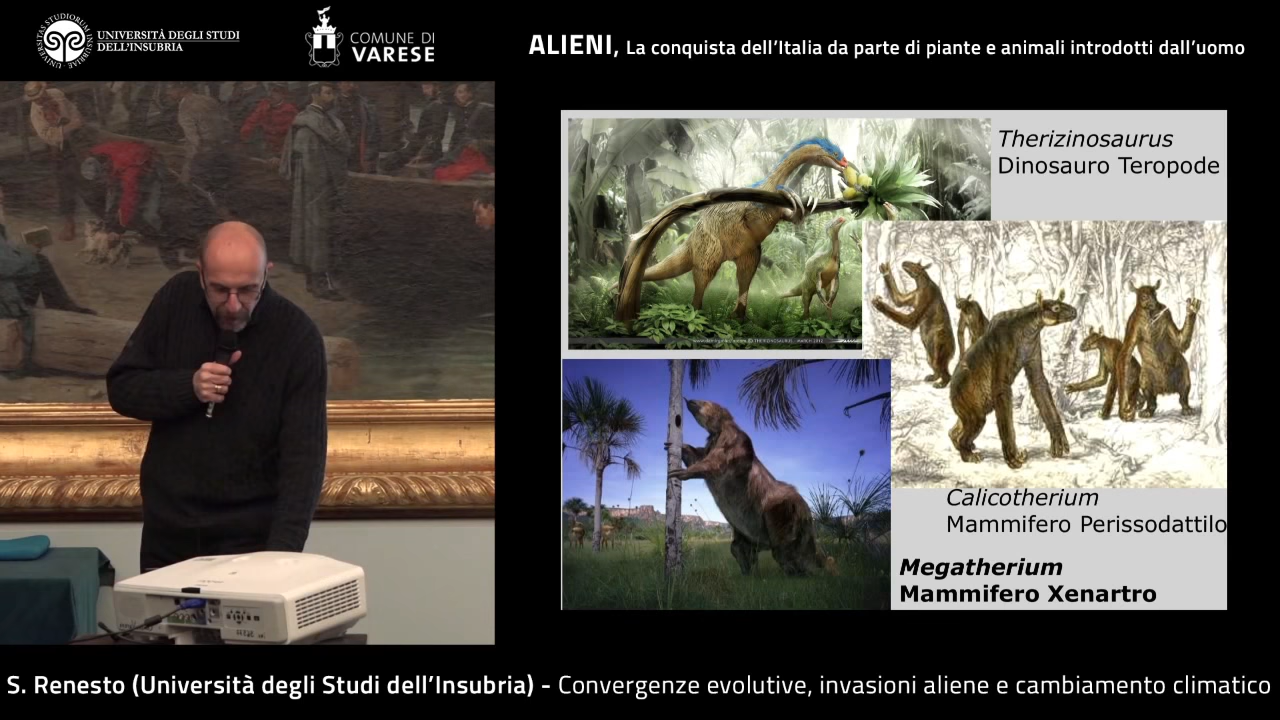 UNIVERSITÀ DEGLI STUDI
DELL'INSUBRIA
COMUNE DI
VARESE
ALIENI, La conquista dell'Italia da parte di piante e animali introdotti dall'uomo
Therizinosaurus
Dinosauro Teropode
Calicotherium
Mammifero Perissodattilo
Megatherium
Mammifero Xenartro
S. Renesto (Università degli Studi dell'Insubria) - Convergenze evolutive, invasioni aliene e cambiamento climatico